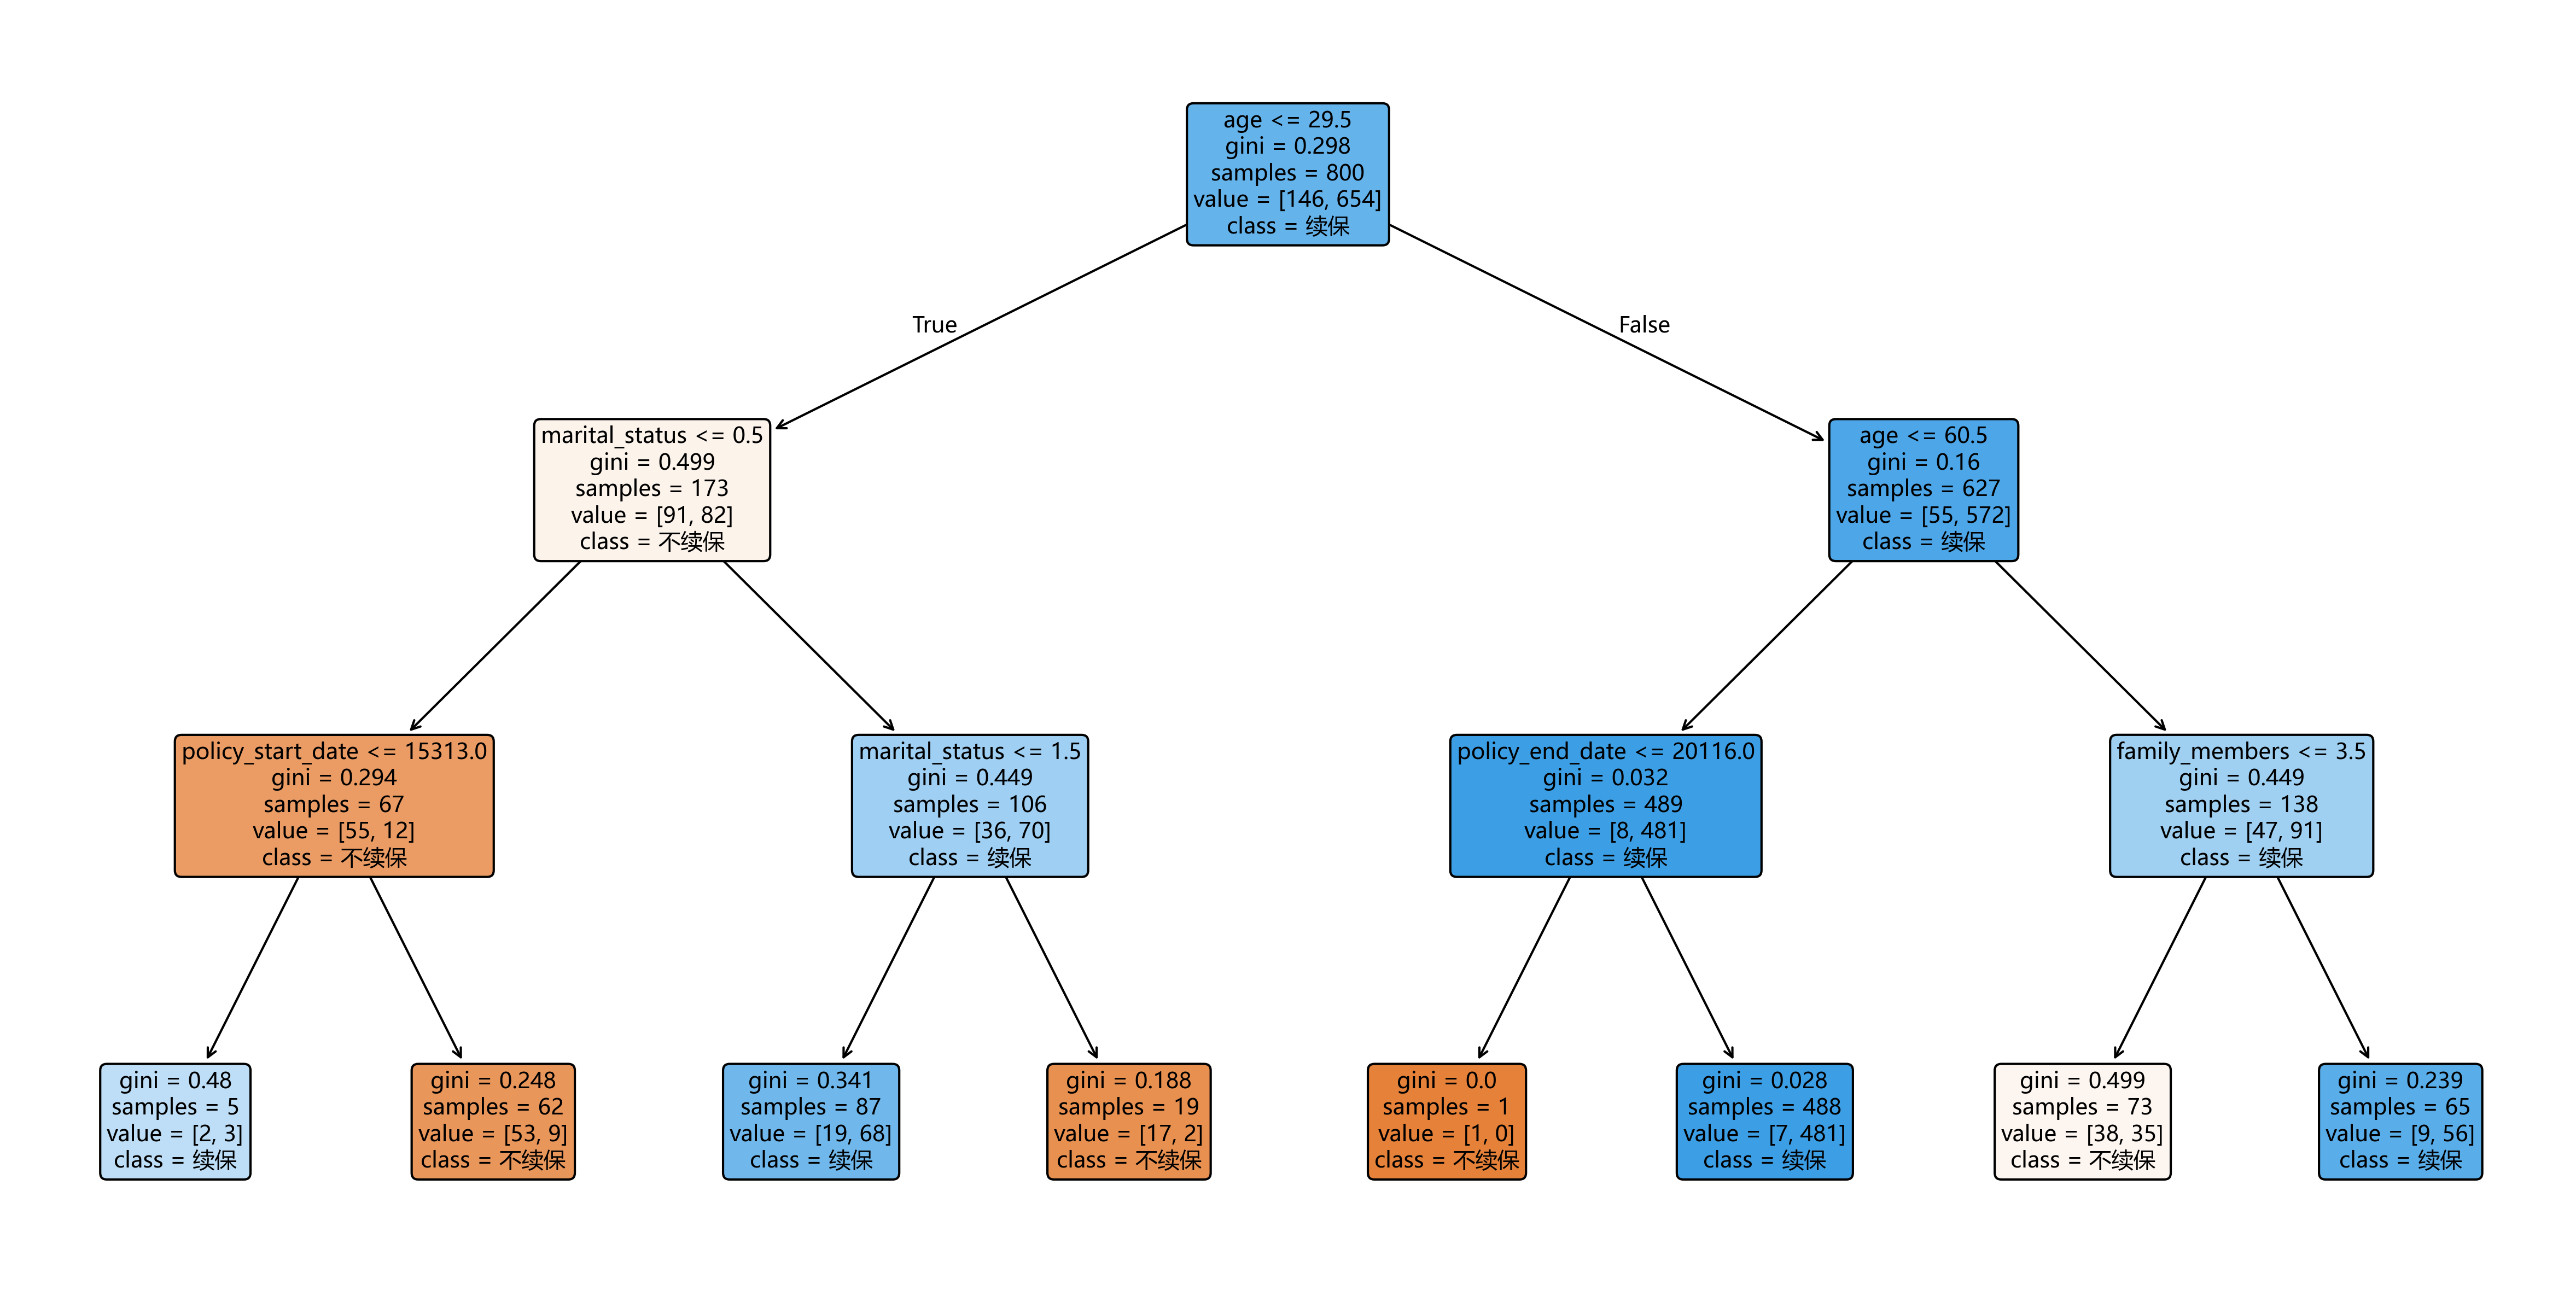 age <= 29.5
gini = 0.298
samples = 800
value = [146, 654]
class = 续保
True
False
marital_status <= 0.5
gini = 0.499
samples = 173
value = [91, 82]
class = 不续保
age <= 60.5
gini = 0.16
samples = 627
value = [55, 572]
class = 续保
policy_start_date <= 15313.0
gini = 0.294
samples = 67
value = [55, 12]
class = 不续保
marital_status <= 1.5
gini = 0.449
samples = 106
value = [36, 70]
class = 续保
policy_end_date <= 20116.0
gini = 0.032
samples = 489
value = [8, 481]
class = 续保
family_members <= 3.5
gini = 0.449
samples = 138
value = [47, 91]
class = 续保
gini = 0.48
samples = 5
value = [2, 3]
class = 续保
gini = 0.248
samples = 62
value = [53, 9]
class = 不续保
gini = 0.341
samples = 87
value = [19, 68]
class = 续保
gini = 0.188
samples = 19
value = [17, 2]
class = 不续保
gini = 0.0
samples = 1
value = [1, 0]
class = 不续保
gini = 0.028
samples = 488
value = [7, 481]
class = 续保
gini = 0.499
samples = 73
value = [38, 35]
class = 不续保
gini = 0.239
samples = 65
value = [9, 56]
class = 续保